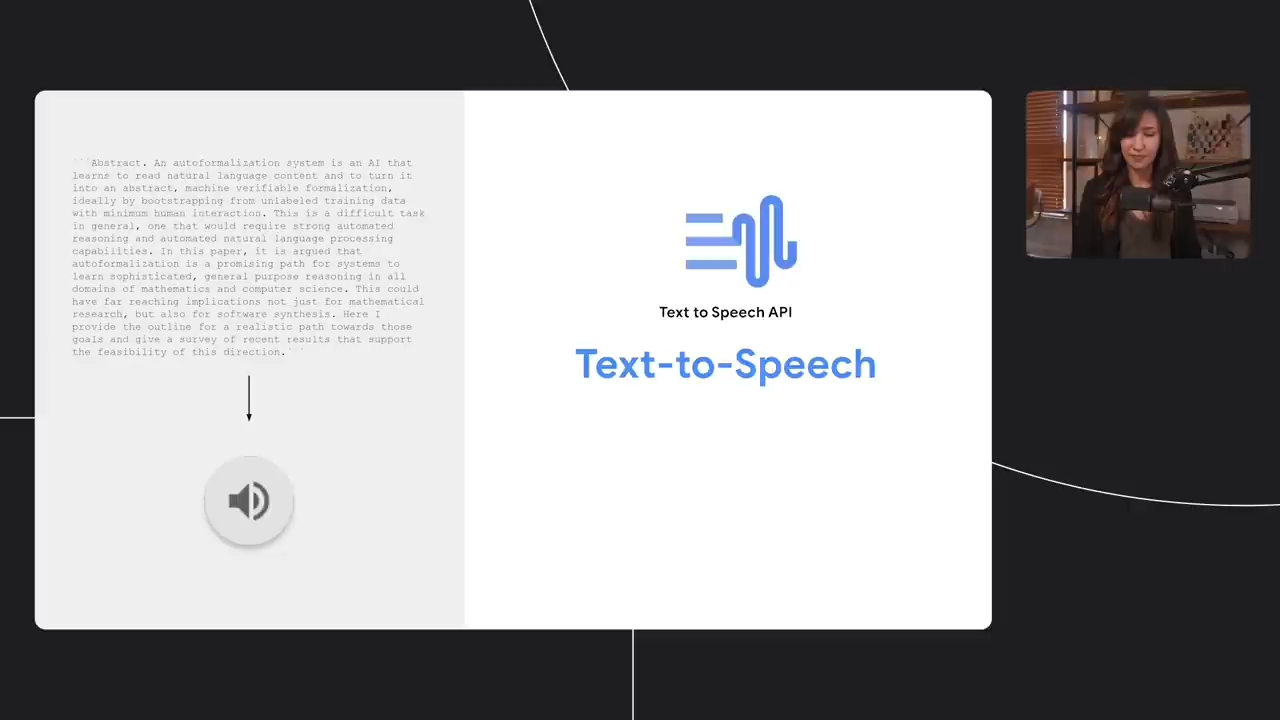 ```Abstract. An autoformalization system is an AI that
learns to read natural language content and to turn it
into an abstract, machine verifiable formalization,
ideally by bootstrapping from unlabeled training data
with minimum human interaction. This is a difficult task
in general, one that would require strong automated
reasoning and automated natural language processing
capabilities. In this paper, it is argued that
autoformalization is a promising path for systems to
learn sophisticated, general purpose reasoning in all
domains of mathematics and computer science. This could
have far reaching implications not just for mathematical
research, but also for software synthesis. Here I
provide the outline for a realistic path towards those
goals and give a survey of recent results that support
the feasibility of this direction.```
Text to Speech API
Text-to-Speech